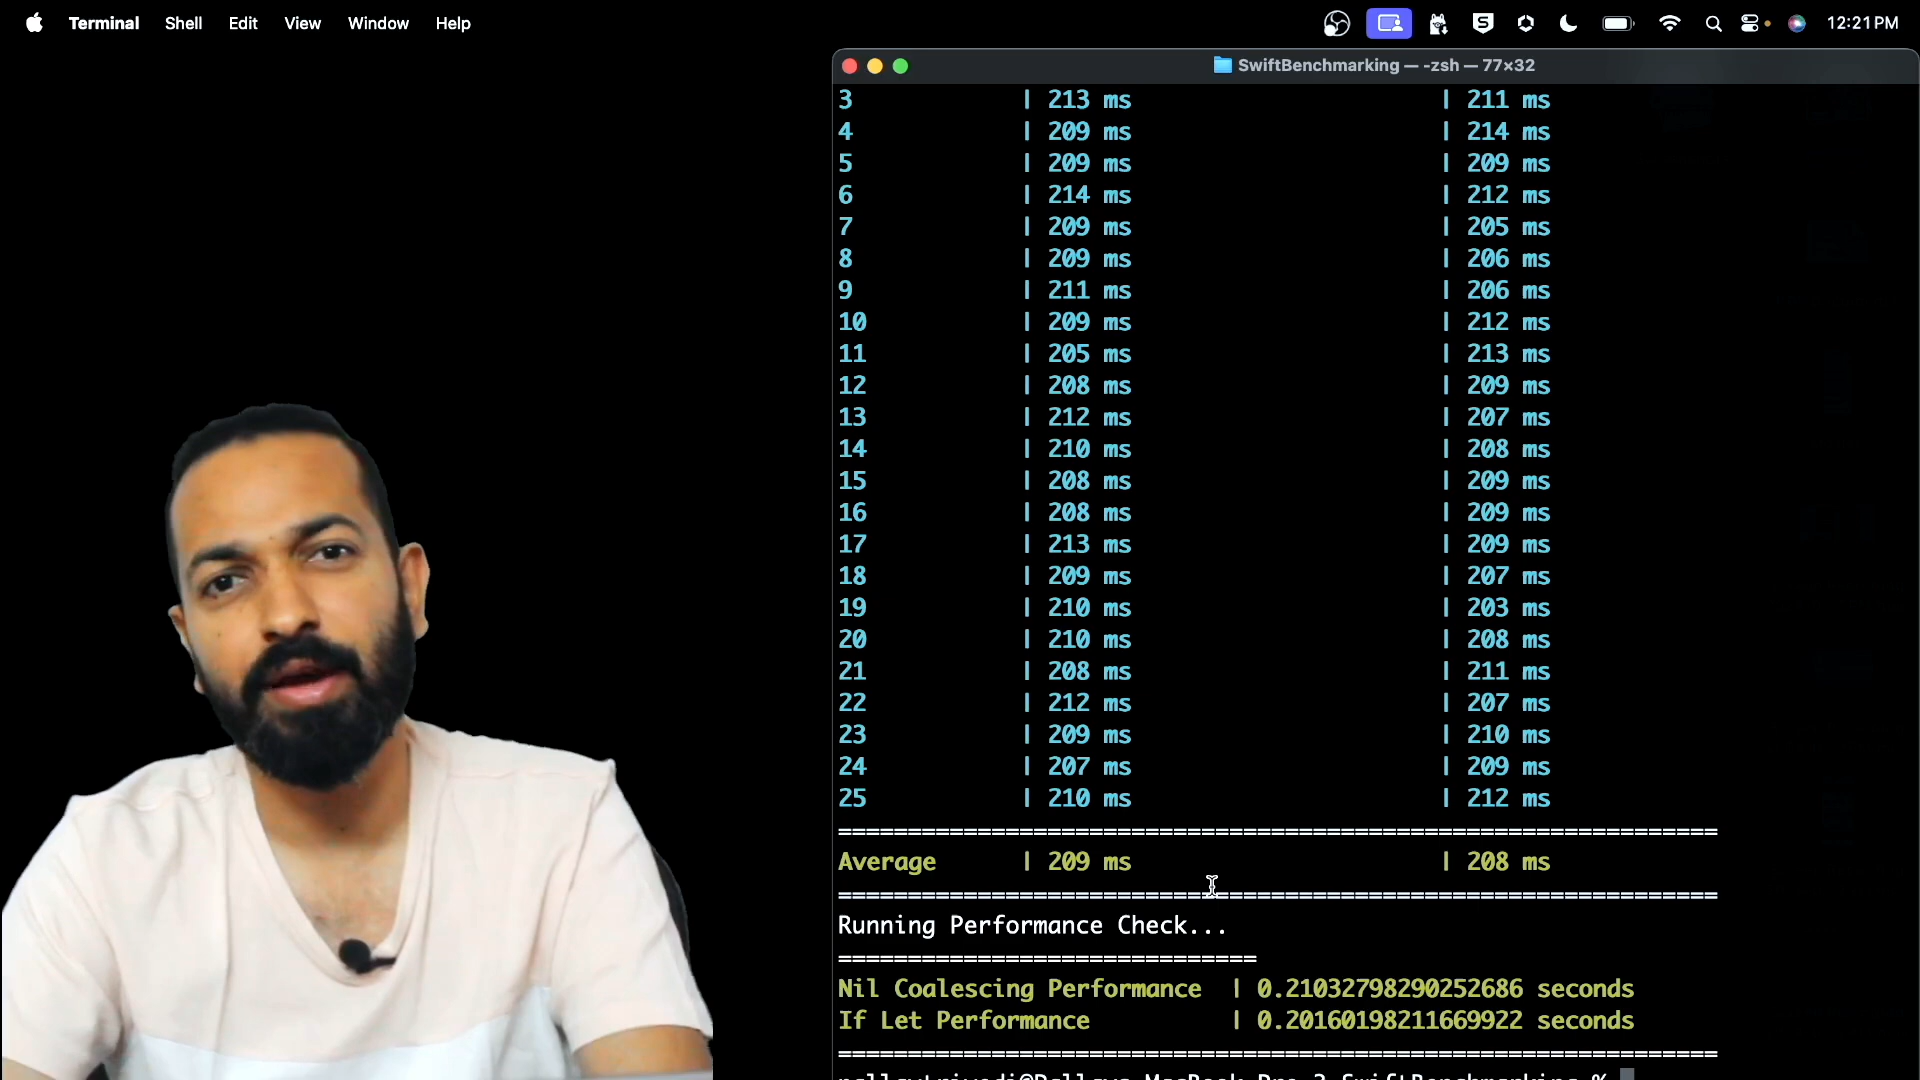 Terminal Shell Edit View Window Help 12:21 PM
SwiftBenchmarking — -zsh — 77×32
3 | 213 ms | 211 ms
4 | 209 ms | 214 ms
5 | 209 ms | 209 ms
6 | 214 ms | 212 ms
7 | 209 ms | 205 ms
8 | 209 ms | 206 ms
9 | 211 ms | 206 ms
10 | 209 ms | 212 ms
11 | 205 ms | 213 ms
12 | 208 ms | 209 ms
13 | 212 ms | 207 ms
14 | 210 ms | 208 ms
15 | 208 ms | 209 ms
16 | 208 ms | 209 ms
17 | 213 ms | 209 ms
18 | 209 ms | 207 ms
19 | 210 ms | 203 ms
20 | 210 ms | 208 ms
21 | 208 ms | 211 ms
22 | 212 ms | 207 ms
23 | 209 ms | 210 ms
24 | 207 ms | 209 ms
25 | 210 ms | 212 ms
===============================================================
Average | 209 ms | 208 ms
===============================================================
Running Performance Check...
==============================
Nil Coalescing Performance | 0.21032798290252686 seconds
If Let Performance | 0.20160198211669922 seconds
===============================================================
pallavtrivedi@Pallavs-MacBook-Pro-2 SwiftBenchmarking %